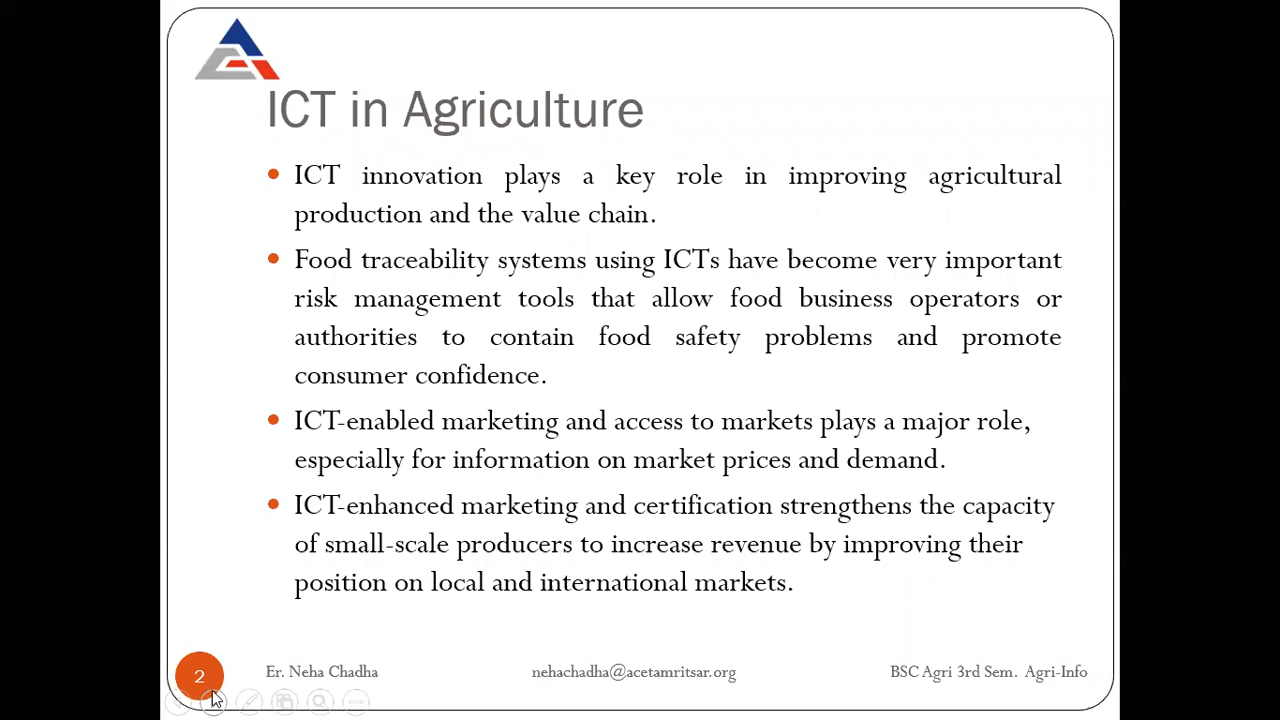 ICT in Agriculture
ICT innovation plays a key role in improving agricultural
production and the value chain.
Food traceability systems using ICTs have become very important
risk management tools that allow food business operators or
authorities to contain food safety problems and promote
consumer confidence.
ICT-enabled marketing and access to markets plays a major role,
especially for information on market prices and demand.
ICT-enhanced marketing and certification strengthens the capacity
of small-scale producers to increase revenue by improving their
position on local and international markets.
2 Er. Neha Chadha nehachadha@acetamritsar.org BSC Agri 3rd Sem. Agri-Info